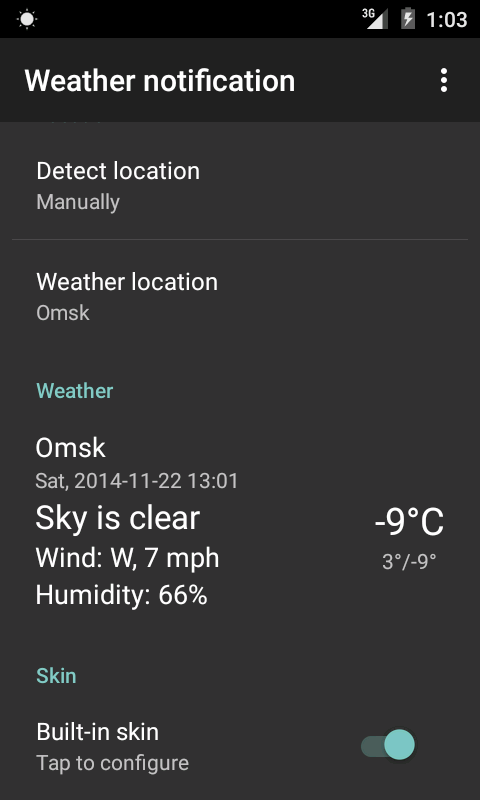 3G 1:03
Weather notification
Detect location
Manually
Weather location
Omsk
Weather
Omsk
Sat, 2014-11-22 13:01
Sky is clear
-9°C
Wind: W, 7 mph
3°/-9°
Humidity: 66%
Skin
Built-in skin
Tap to configure